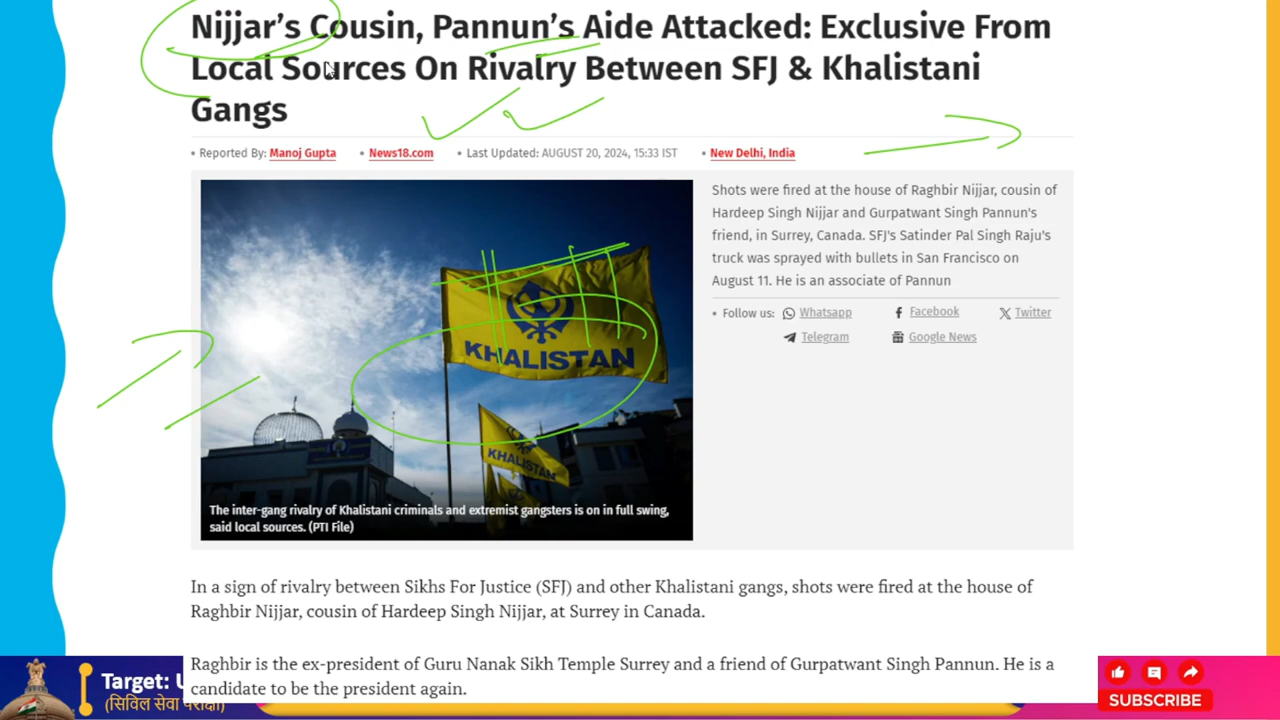 Nijjar's Cousin, Pannun's Aide Attacked: Exclusive From
Local Sources On Rivalry Between SFJ & Khalistani
Gangs
• Reported By: Manoj Gupta • News18.com • Last Updated: AUGUST 20, 2024, 15:33 IST • New Delhi, India
KHALISTAN
KHALISTAN
The inter-gang rivalry of Khalistani criminals and extremist gangsters is on in full swing,
said local sources. (PTI File)
Shots were fired at the house of Raghbir Nijjar, cousin of
Hardeep Singh Nijjar and Gurpatwant Singh Pannun's
friend, in Surrey, Canada. SFJ's Satinder Pal Singh Raju's
truck was sprayed with bullets in San Francisco on
August 11. He is an associate of Pannun
• Follow us: Whatsapp Facebook Twitter
Telegram Google News
In a sign of rivalry between Sikhs For Justice (SFJ) and other Khalistani gangs, shots were fired at the house of
Raghbir Nijjar, cousin of Hardeep Singh Nijjar, at Surrey in Canada.
Raghbir is the ex-president of Guru Nanak Sikh Temple Surrey and a friend of Gurpatwant Singh Pannun. He is a
candidate to be the president again.
Target: U
(सिविल सेवा परीक्षा)
SUBSCRIBE